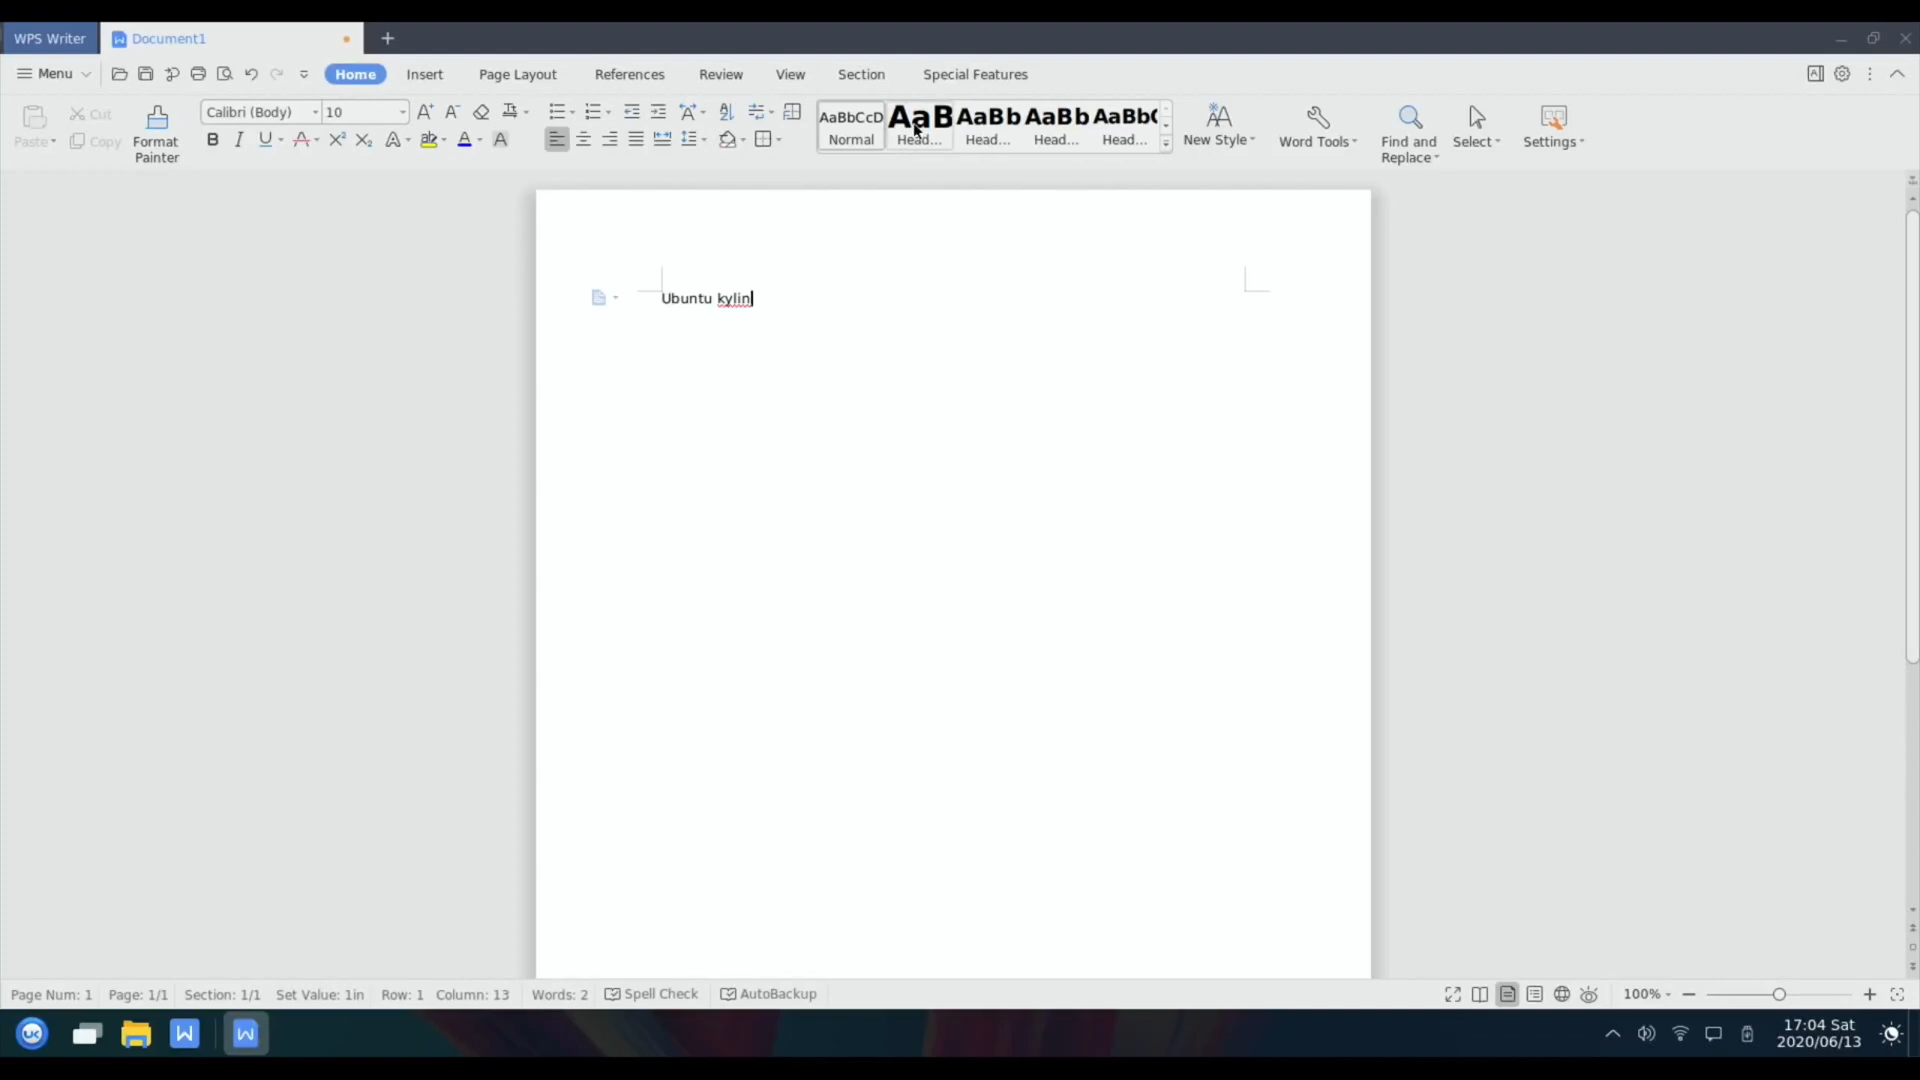 WPS Writer Document1
Menu Home Insert Page Layout References Review View Section Special Features
Cut Calibri (Body) 10 AaBbCcD AaB AaBb AaBb AaBb(
Paste Copy Format Painter Normal Head... Head... Head... Head... New Style Word Tools Find and Replace Select Settings
Ubuntu kylin
Page Num: 1 Page: 1/1 Section: 1/1 Set Value: 1in Row: 1 Column: 13 Words: 2 Spell Check AutoBackup 100%
17:04 Sat
2020/06/13